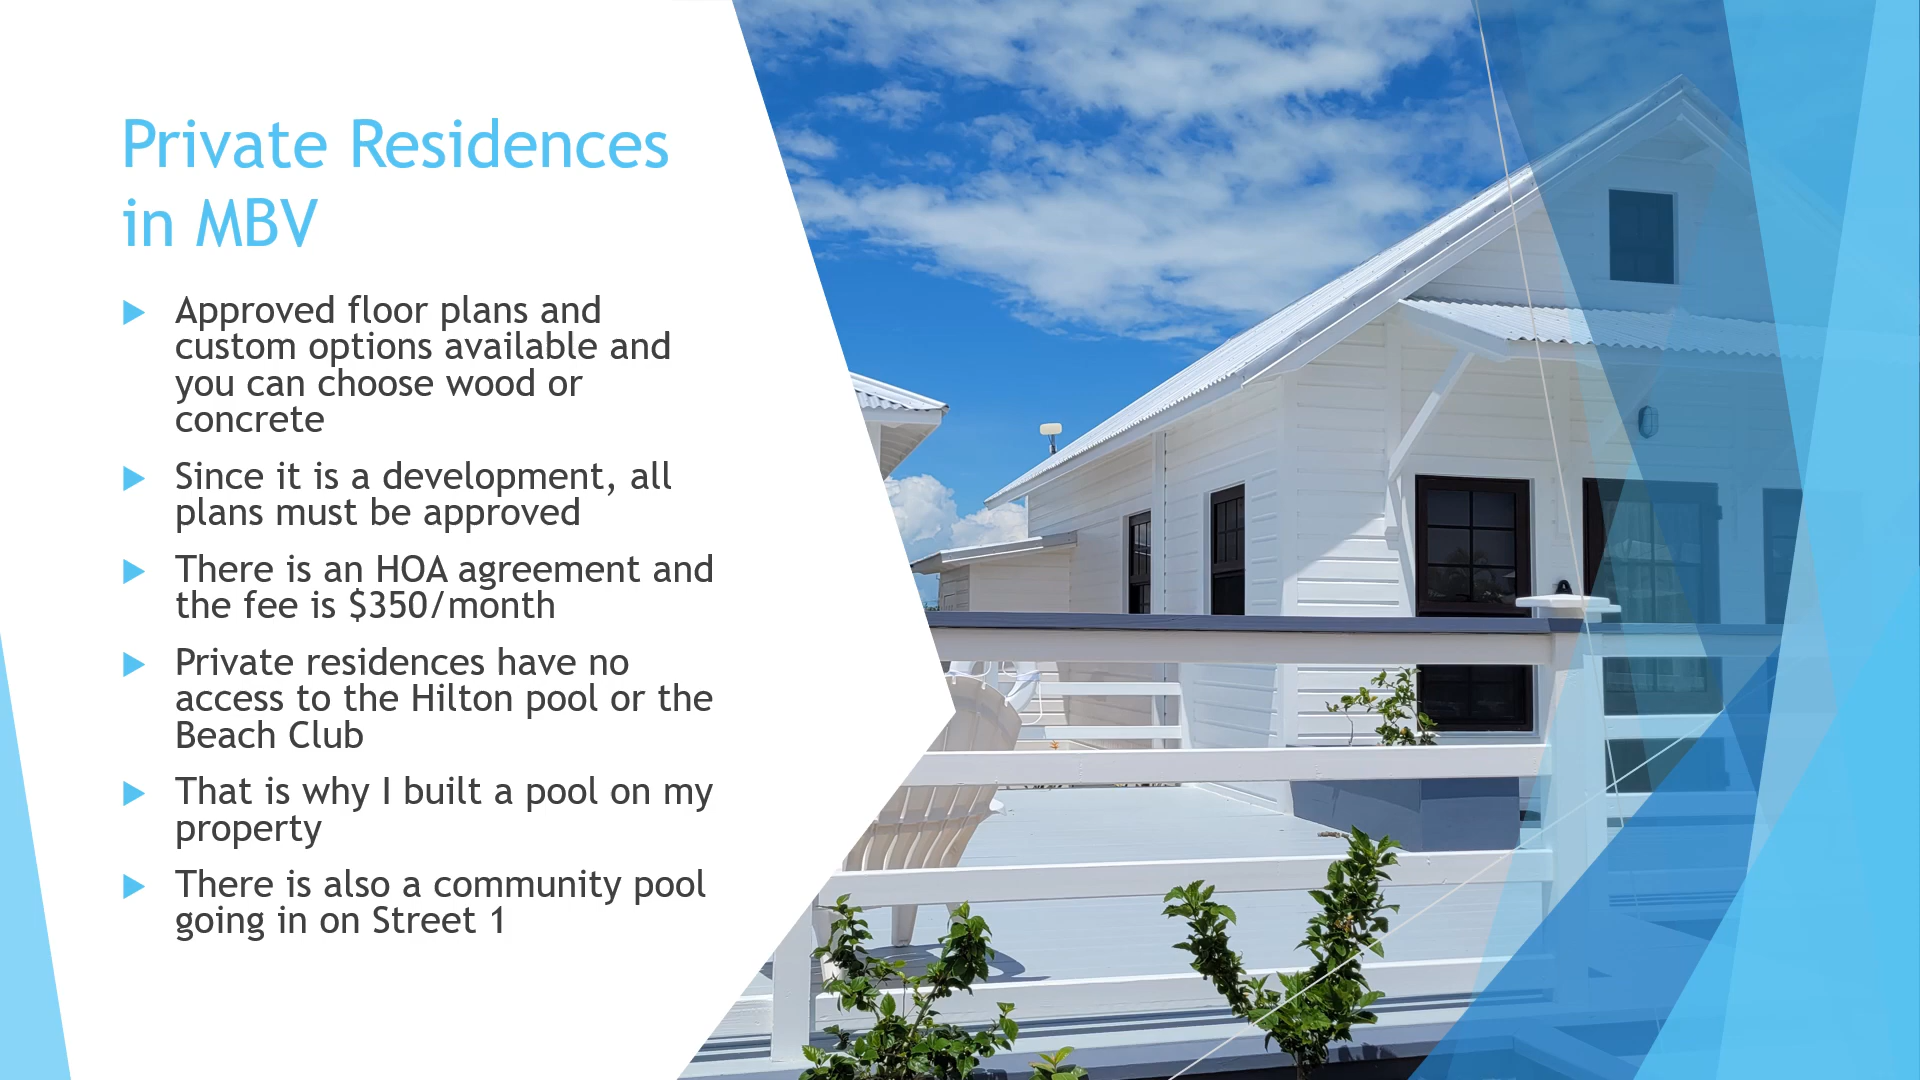 Private Residences
in MBV
Approved floor plans and
custom options available and
you can choose wood or
concrete
Since it is a development, all
plans must be approved
There is an HOA agreement and
the fee is $350/month
Private residences have no
access to the Hilton pool or the
Beach Club
That is why I built a pool on my
property
There is also a community pool
going in on Street 1